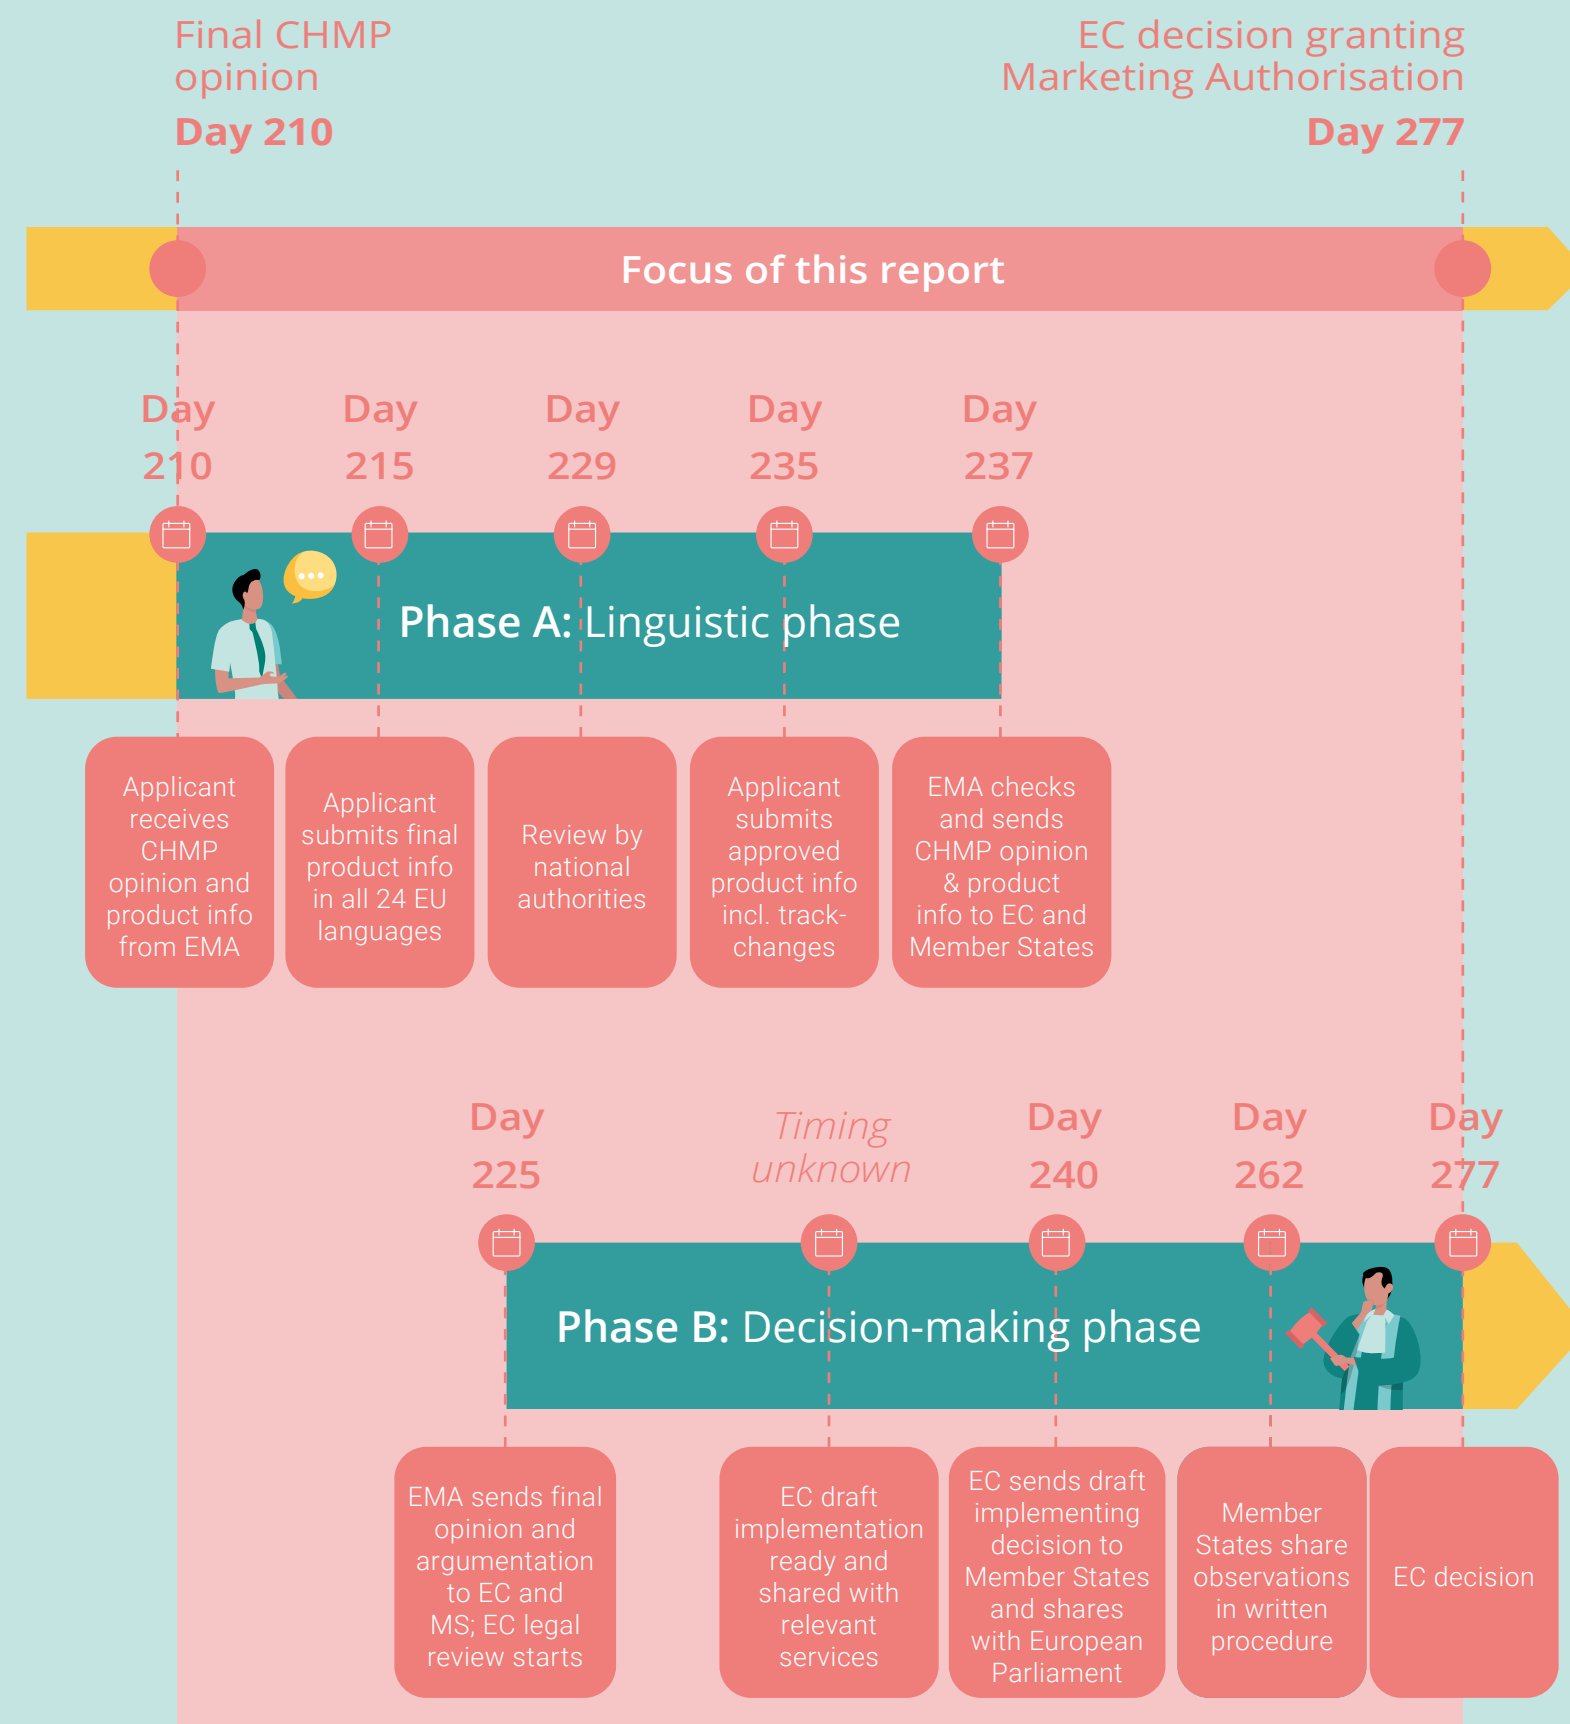 Final CHMP
opinion
Day 210
EC decision granting
Marketing Authorisation
Day 277
Focus of this report
Day
210
Day
215
Day
229
Day
235
Day
237
Phase A: Linguistic phase
Applicant
receives
CHMP
opinion and
product info
from EMA
Applicant
submits final
product info
in all 24 EU
languages
Review by
national
authorities
Applicant
submits
approved
product info
incl. track-
changes
EMA checks
and sends
CHMP opinion
& product
info to EC and
Member States
Day
225
Timing
unknown
Day
240
Day
262
Day
277
Phase B: Decision-making phase
EMA sends final
opinion and
argumentation
to EC and
MS; EC legal
review starts
EC draft
implementation
ready and
shared with
relevant
services
EC sends draft
implementing
decision to
Member States
and shares
with European
Parliament
Member
States share
observations
in written
procedure
EC decision